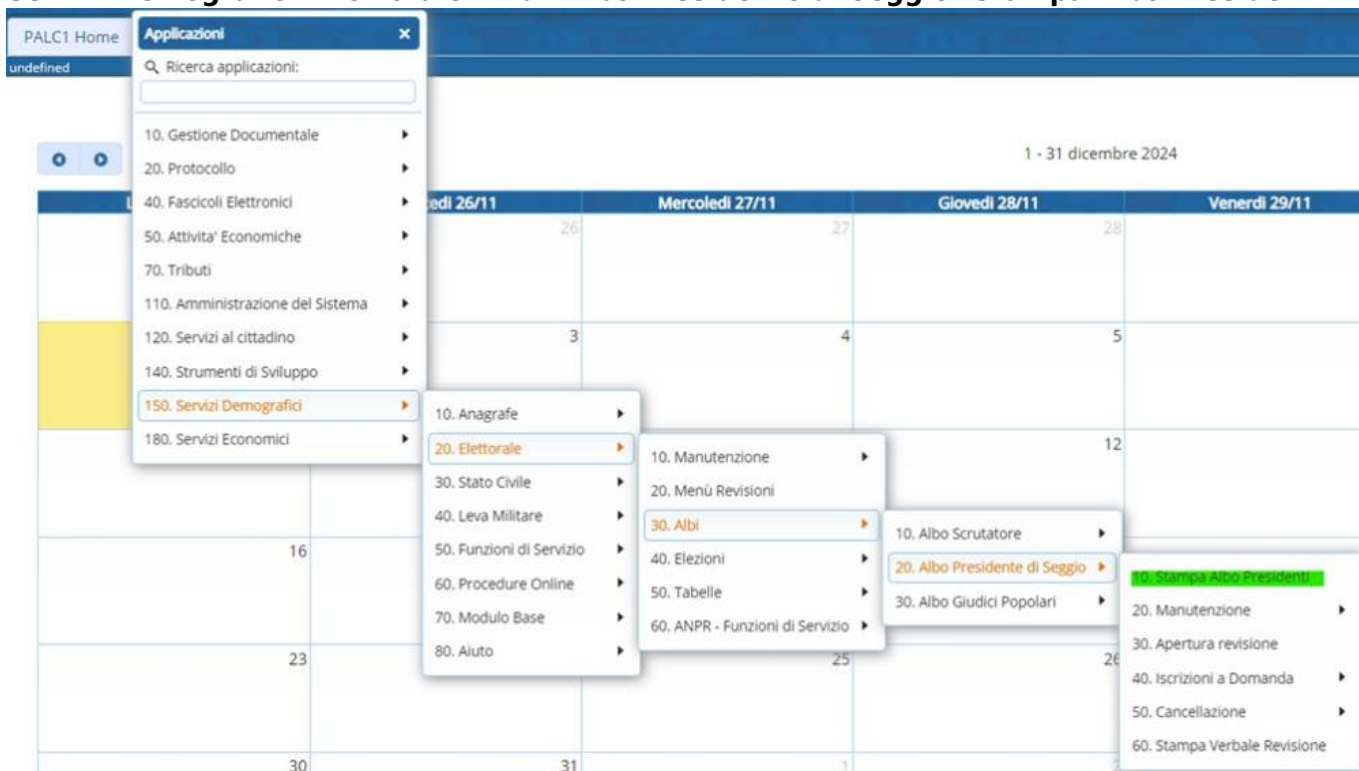 PALC1 Home
undefined
Applicazioni ×
Ricerca applicazioni:
10. Gestione Documentale
20. Protocollo
40. Fascicoli Elettronici
50. Attivita' Economiche
70. Tributi
110. Amministrazione del Sistema
120. Servizi al cittadino
140. Strumenti di Sviluppo
150. Servizi Demografici
180. Servizi Economici
10. Anagrafe
20. Elettorale
30. Stato Civile
40. Leva Militare
50. Funzioni di Servizio
60. Procedure Online
70. Modulo Base
80. Aiuto
10. Manutenzione
20. Menù Revisioni
30. Albi
40. Elezioni
50. Tabelle
60. ANPR - Funzioni di Servizio
10. Albo Scrutatore
20. Albo Presidente di Seggio
30. Albo Giudici Popolari
10. Stampa Albo Presidenti
20. Manutenzione
30. Apertura revisione
40. Iscrizioni a Domanda
50. Cancellazione
60. Stampa Verbale Revisione
1 - 31 dicembre 2024
edì 26/11 Mercoledì 27/11 Giovedì 28/11 Venerdì 29/11
26 27 28
3 4 5
12
16
23 25 26
30 31 1